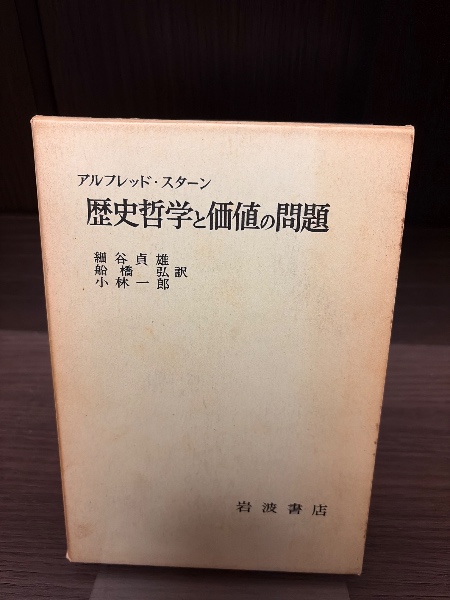 アルフレッド・スターン
歴史哲学と価値の問題
細谷貞雄
船橋弘訳
小林一郎
岩波書店